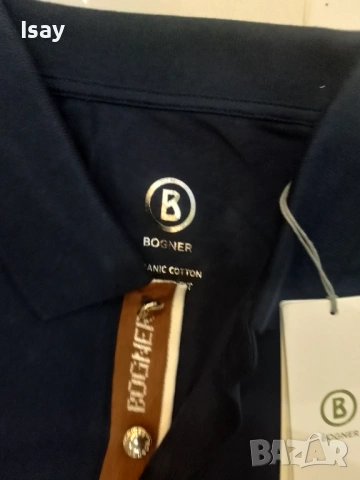 Isay
B
BOGNER
ANIC COTTON
BOGNER
B
BOGNER
BAZAR